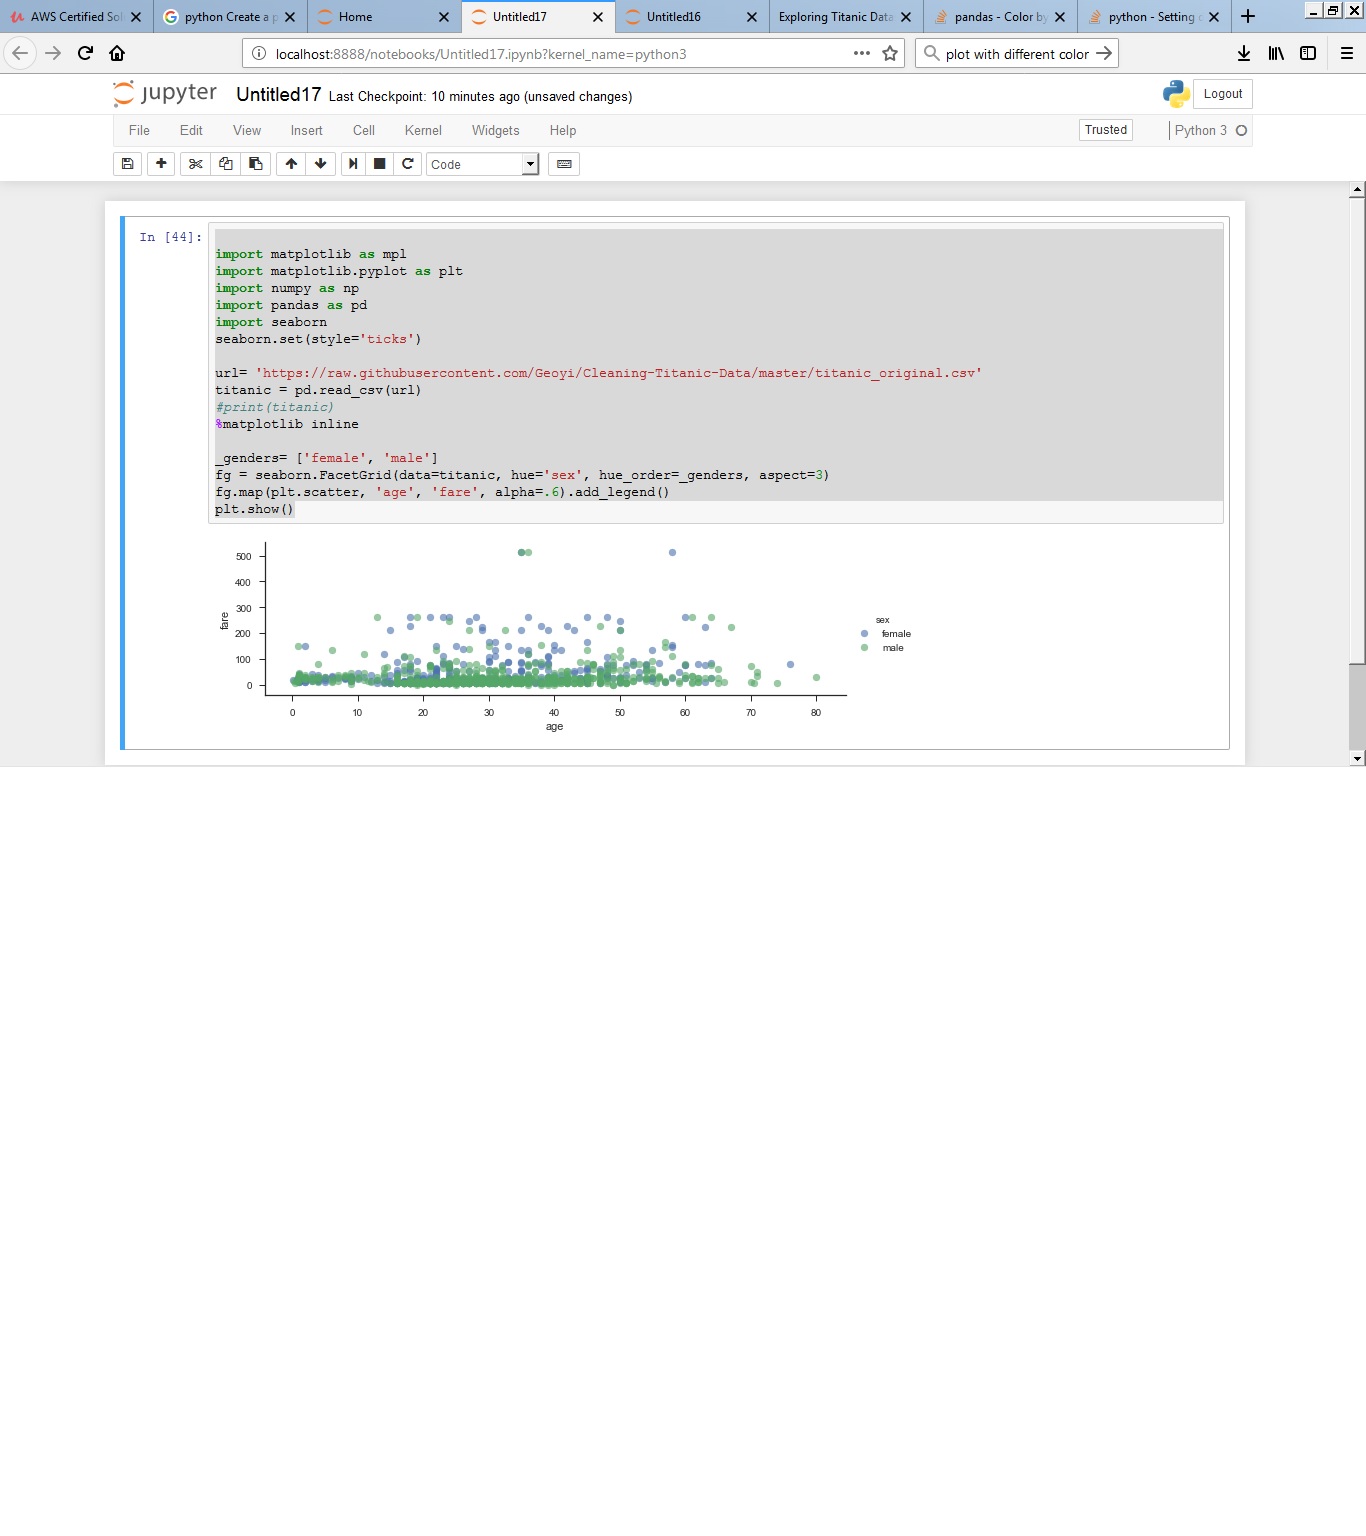 AWS Certified Sol
python Create a p
Home
Untitled17
Untitled16
Exploring Titanic Data
pandas - Color by
python - Setting
localhost:8888/notebooks/Untitled17.ipynb?kernel_name=python3
plot with different color
jupyter Untitled17 Last Checkpoint: 10 minutes ago (unsaved changes)
Logout
File Edit View Insert Cell Kernel Widgets Help
Trusted
Python 3
Code
In [44]:
import matplotlib as mpl
import matplotlib.pyplot as plt
import numpy as np
import pandas as pd
import seaborn
seaborn.set(style='ticks')
url= 'https://raw.githubusercontent.com/Geoyi/Cleaning-Titanic-Data/master/titanic_original.csv'
titanic = pd.read_csv(url)
#print(titanic)
%matplotlib inline
_genders= ['female', 'male']
fg = seaborn.FacetGrid(data=titanic, hue='sex', hue_order=_genders, aspect=3)
fg.map(plt.scatter, 'age', 'fare', alpha=.6).add_legend()
plt.show()
500
400
300
200
100
0
fare
0 10 20 30 40 50 60 70 80
age
sex
female
male